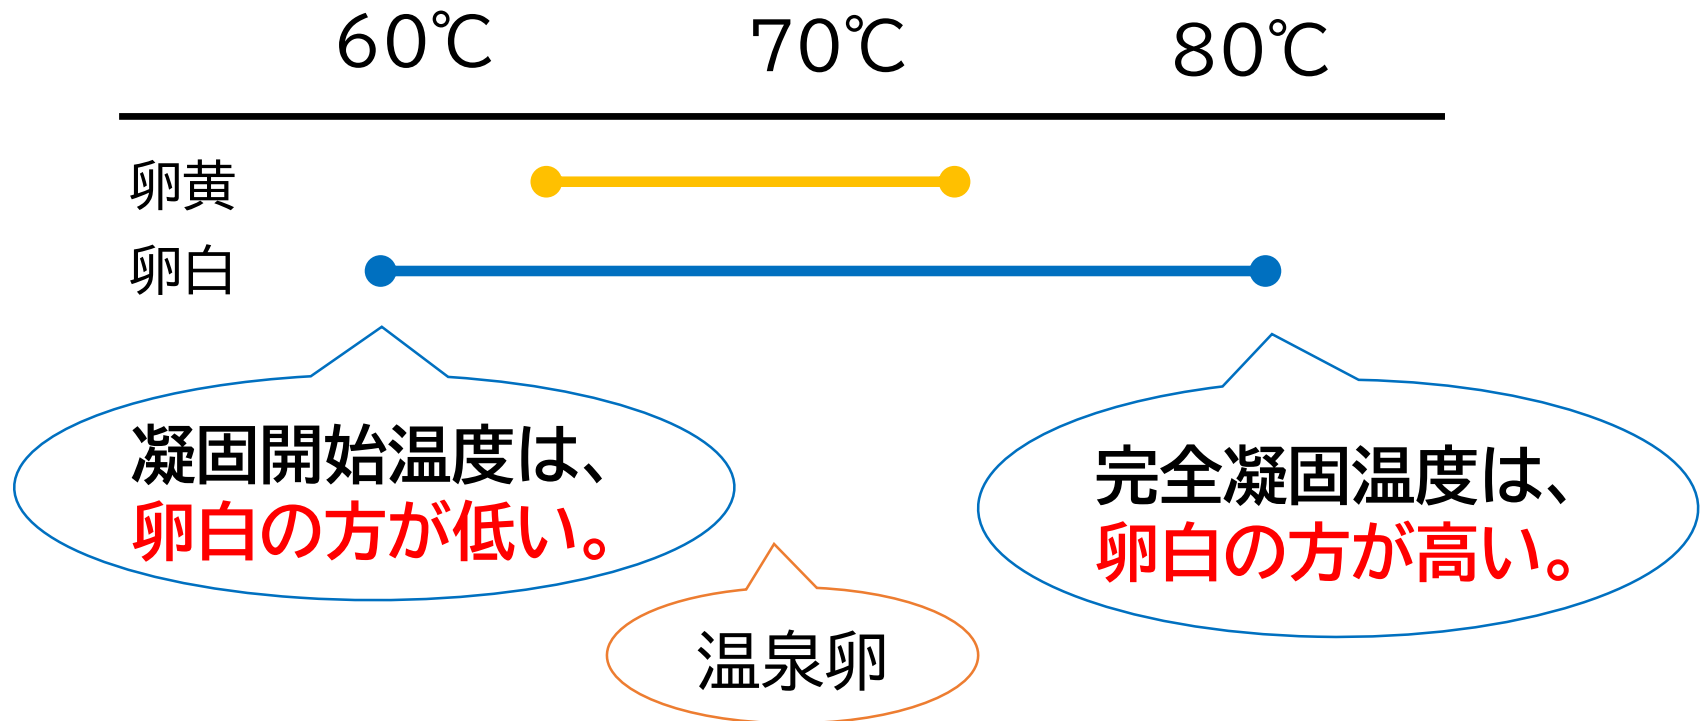 60℃ 70℃ 80℃
卵黄
卵白
凝固開始温度は、
卵白の方が低い。
完全凝固温度は、
卵白の方が高い。
温泉卵